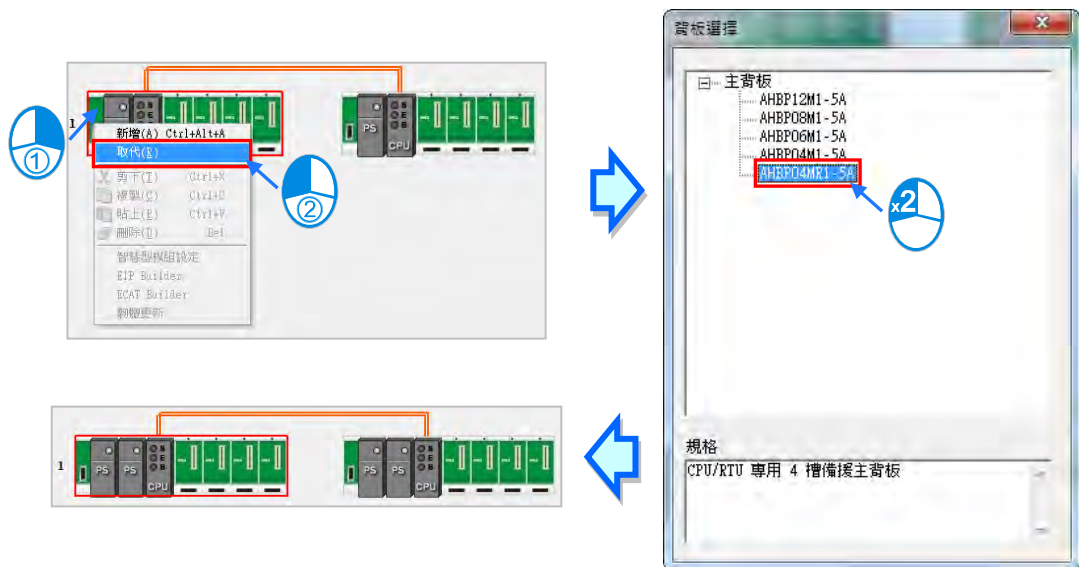 1
PS
CPU
新增(A) Ctrl+Alt+A
取代(R)
剪下(T) Ctrl+X
複製(C) Ctrl+C
貼上(P) Ctrl+V
刪除(D) Del
智慧型模組設定
EIP Builder
ECAT Builder
韌體更新
①
②
背板選擇
主背板
AHBP12M1-5A
AHBP08M1-5A
AHBP06M1-5A
AHBP04M1-5A
AHBP04MR1-5A
x2
規格
CPU/RTU 專用 4 槽備援主背板
1
PS PS
CPU
PS PS
CPU